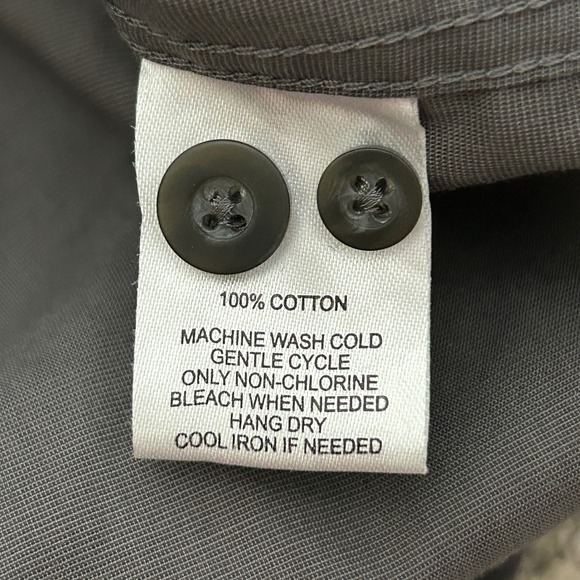 100% COTTON
MACHINE WASH COLD
GENTLE CYCLE
ONLY NON-CHLORINE
BLEACH WHEN NEEDED
HANG DRY
COOL IRON IF NEEDED